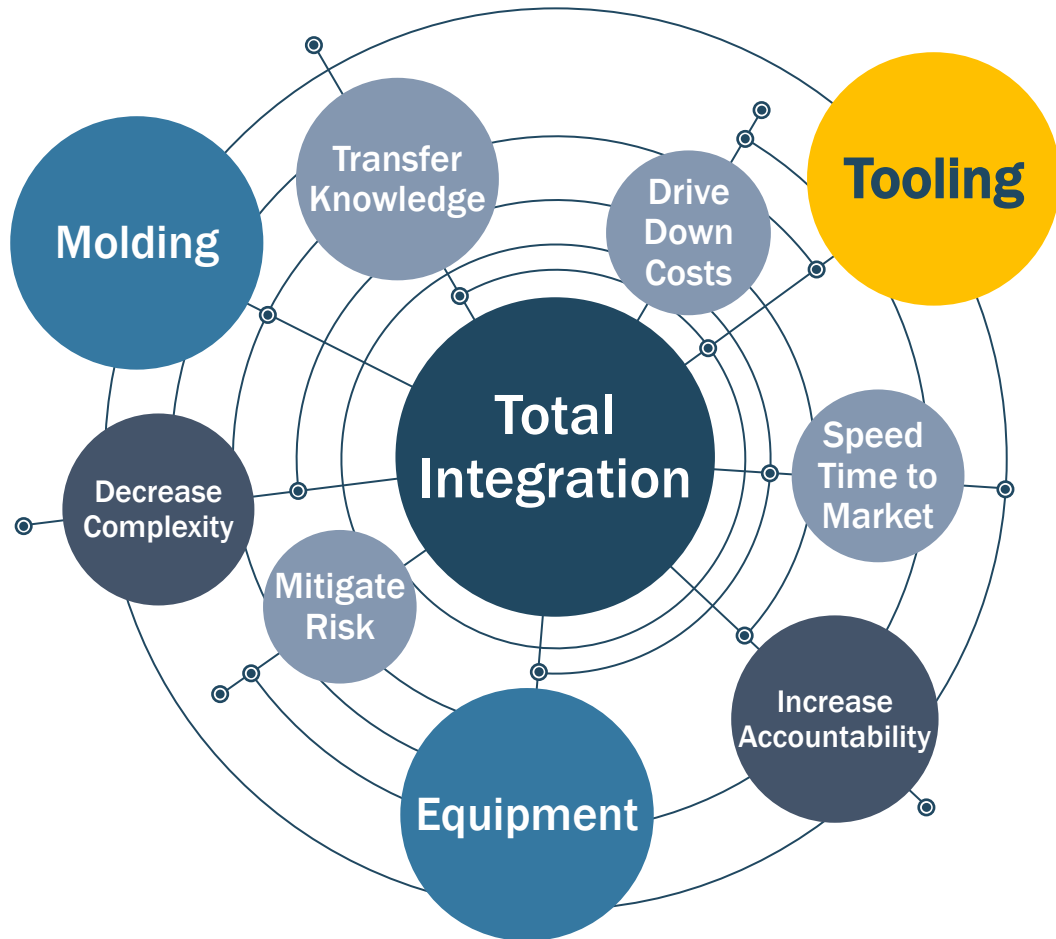 Transfer
Knowledge
Tooling
Molding
Drive
Down
Costs
Total
Integration
Speed
Time to
Market
Decrease
Complexity
Mitigate
Risk
Increase
Accountability
Equipment